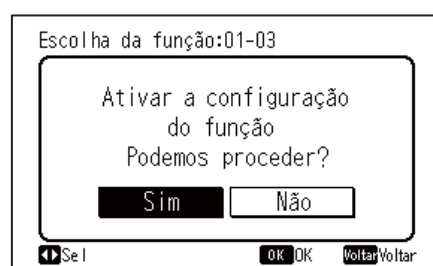 Escolha da função:01-03
Ativar a configuração
do função
Podemos proceder?
Sim Não
Sel OK OK Voltar Voltar